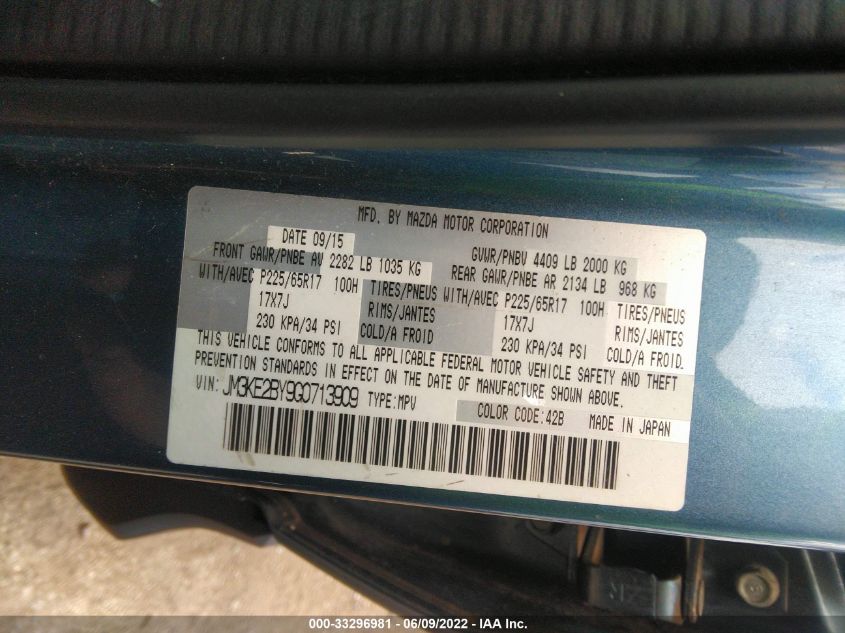 MFD. BY MAZDA MOTOR CORPORATION
DATE 09/15 GVWR/PNBV 4409 LB 2000 KG
FRONT GAWR/PNBE AV 2282 LB 1035 KG REAR GAWR/PNBE AR 2134 LB 968 KG
WITH/AVEC P225/65R17 100H TIRES/PNEUS WITH/AVEC P225/65R17 100H TIRES/PNEUS
17X7J RIMS/JANTES 17X7J RIMS/JANTES
230 KPA/34 PSI COLD/A FROID 230 KPA/34 PSI COLD/A FROID
THIS VEHICLE CONFORMS TO ALL APPLICABLE FEDERAL MOTOR VEHICLE SAFETY AND THEFT
PREVENTION STANDARDS IN EFFECT ON THE DATE OF MANUFACTURE SHOWN ABOVE.
VIN: JM3KE2BY9G0713909 TYPE:MPV COLOR CODE:42B MADE IN JAPAN
000-33296981 - 06/09/2022 - IAA Inc.